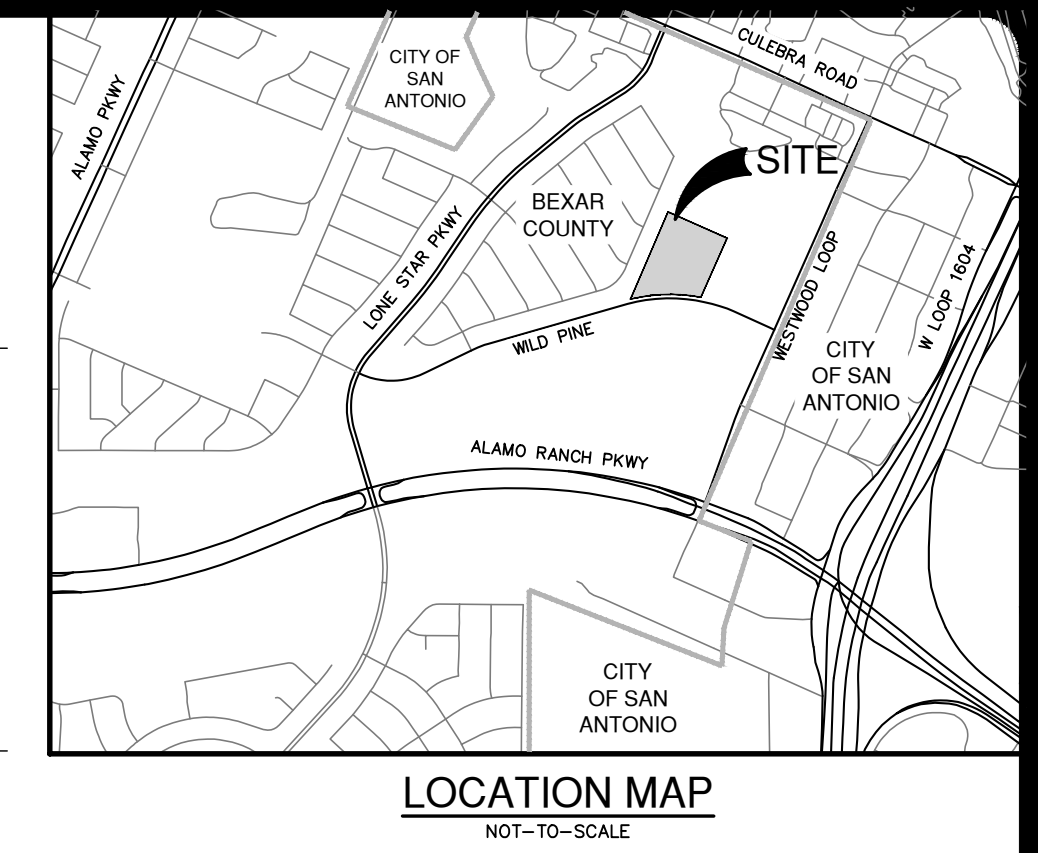 CULEBRA ROAD
CITY OF
SAN
ANTONIO
ALAMO PKWY
SITE
BEXAR
COUNTY
LONE STAR PKWY
WESTWOOD LOOP
W LOOP 1604
WILD PINE
CITY
OF SAN
ANTONIO
ALAMO RANCH PKWY
CITY
OF SAN
ANTONIO
LOCATION MAP
NOT-TO-SCALE